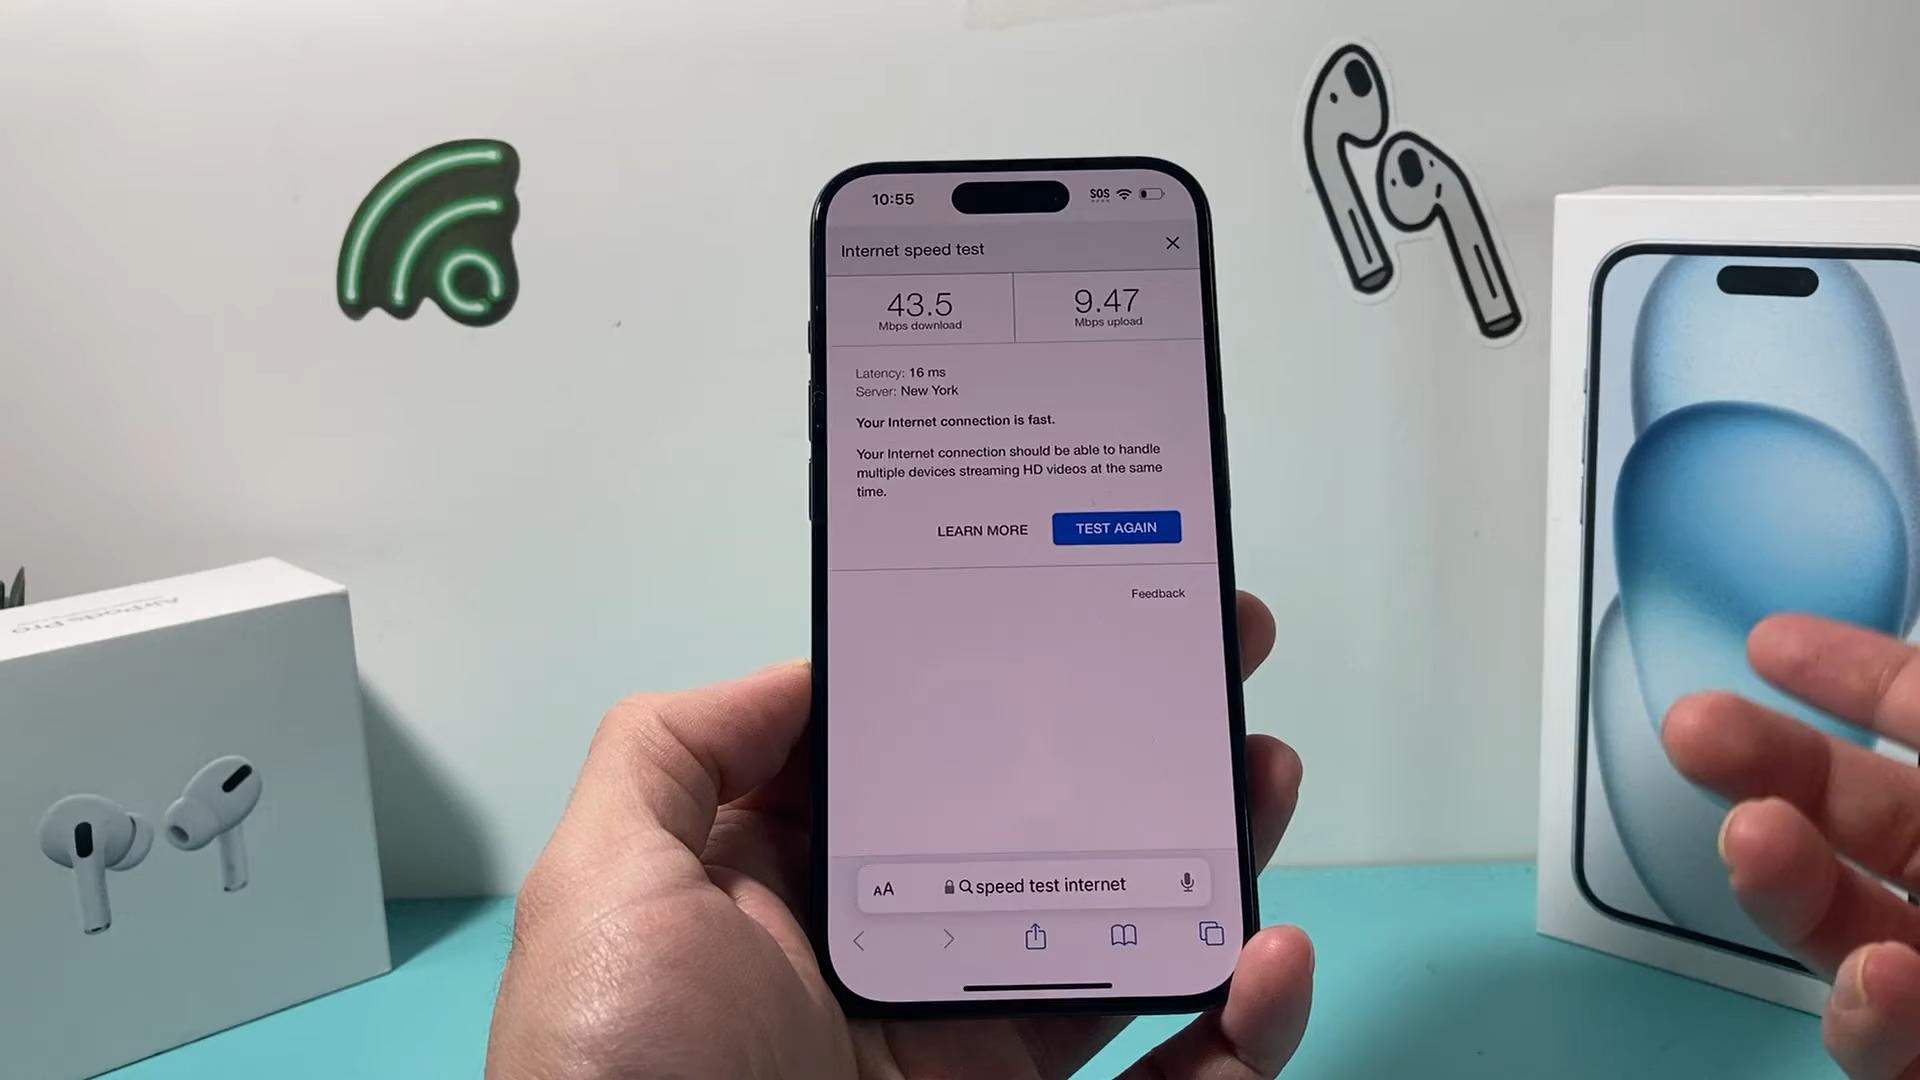 10:55
SOS
Internet speed test
43.5
Mbps download
9.47
Mbps upload
Latency: 16 ms
Server: New York
Your Internet connection is fast.
Your Internet connection should be able to handle
multiple devices streaming HD videos at the same
time.
LEARN MORE
TEST AGAIN
Feedback
AA
speed test internet
AirPods Pro